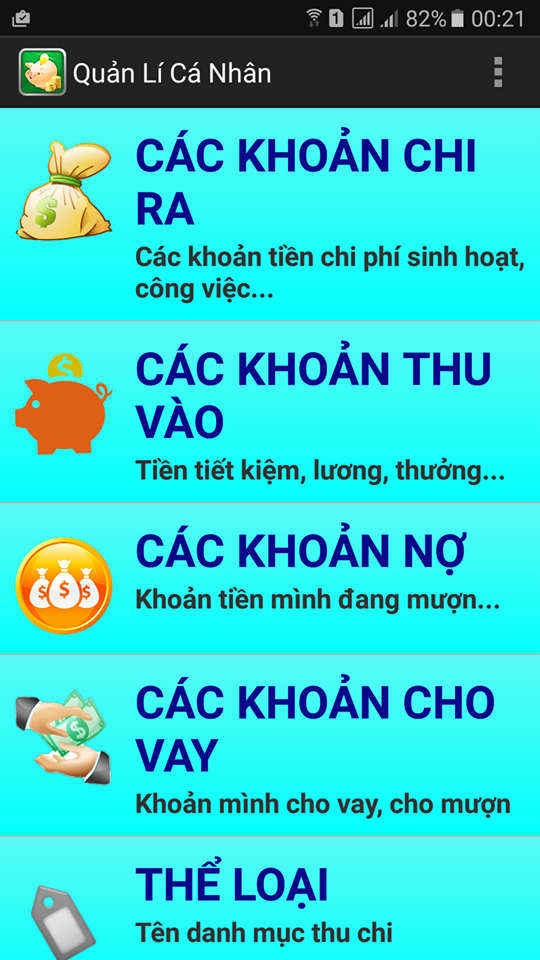 1 82% 00:21
Quản Lí Cá Nhân
CÁC KHOẢN CHI
RA
Các khoản tiền chi phí sinh hoạt,
công việc...
CÁC KHOẢN THU
VÀO
Tiền tiết kiệm, lương, thưởng...
CÁC KHOẢN NỢ
Khoản tiền mình đang mượn...
CÁC KHOẢN CHO
VAY
Khoản mình cho vay, cho mượn
THỂ LOẠI
Tên danh mục thu chi